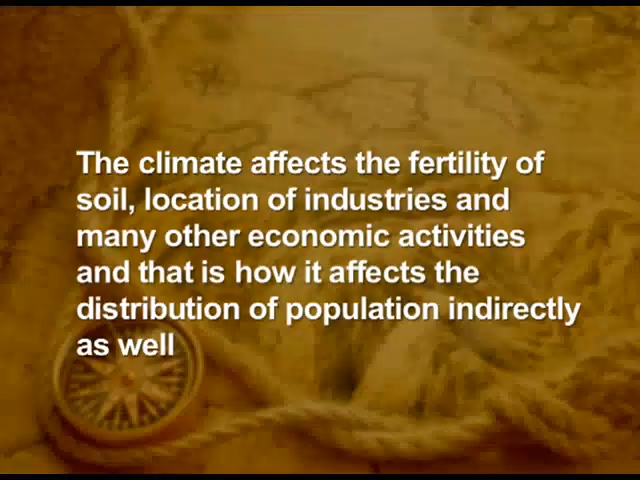 The climate affects the fertility of
soil, location of industries and
many other economic activities
and that is how it affects the
distribution of population indirectly
as well